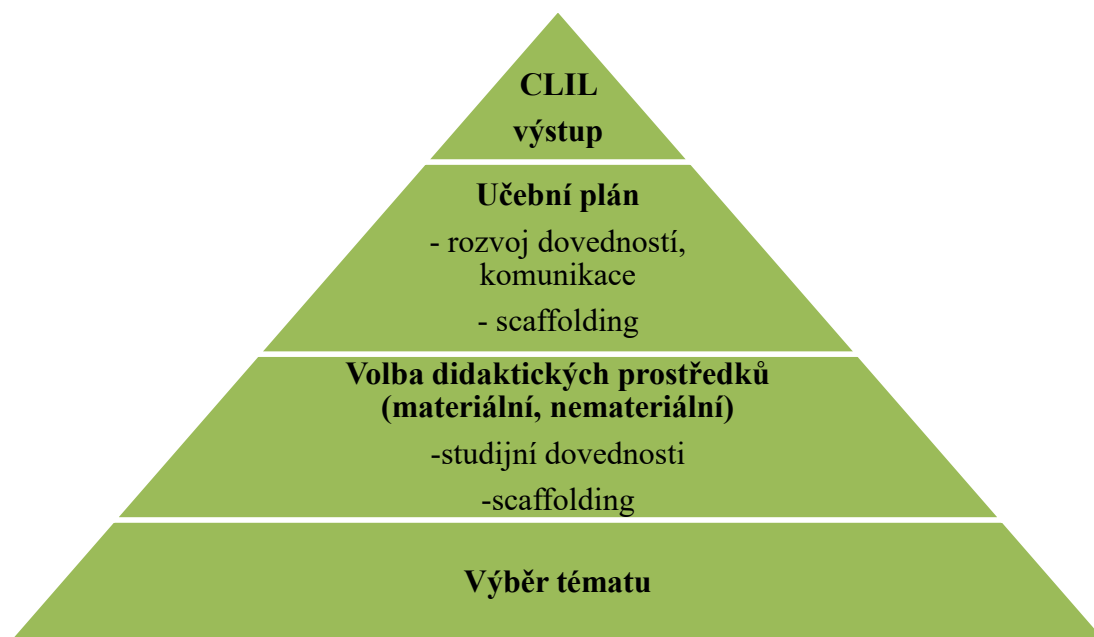 CLIL
výstup
Učební plán
- rozvoj dovedností,
komunikace
- scaffolding
Volba didaktických prostředků
(materiální, nemateriální)
-studijní dovednosti
-scaffolding
Výběr tématu